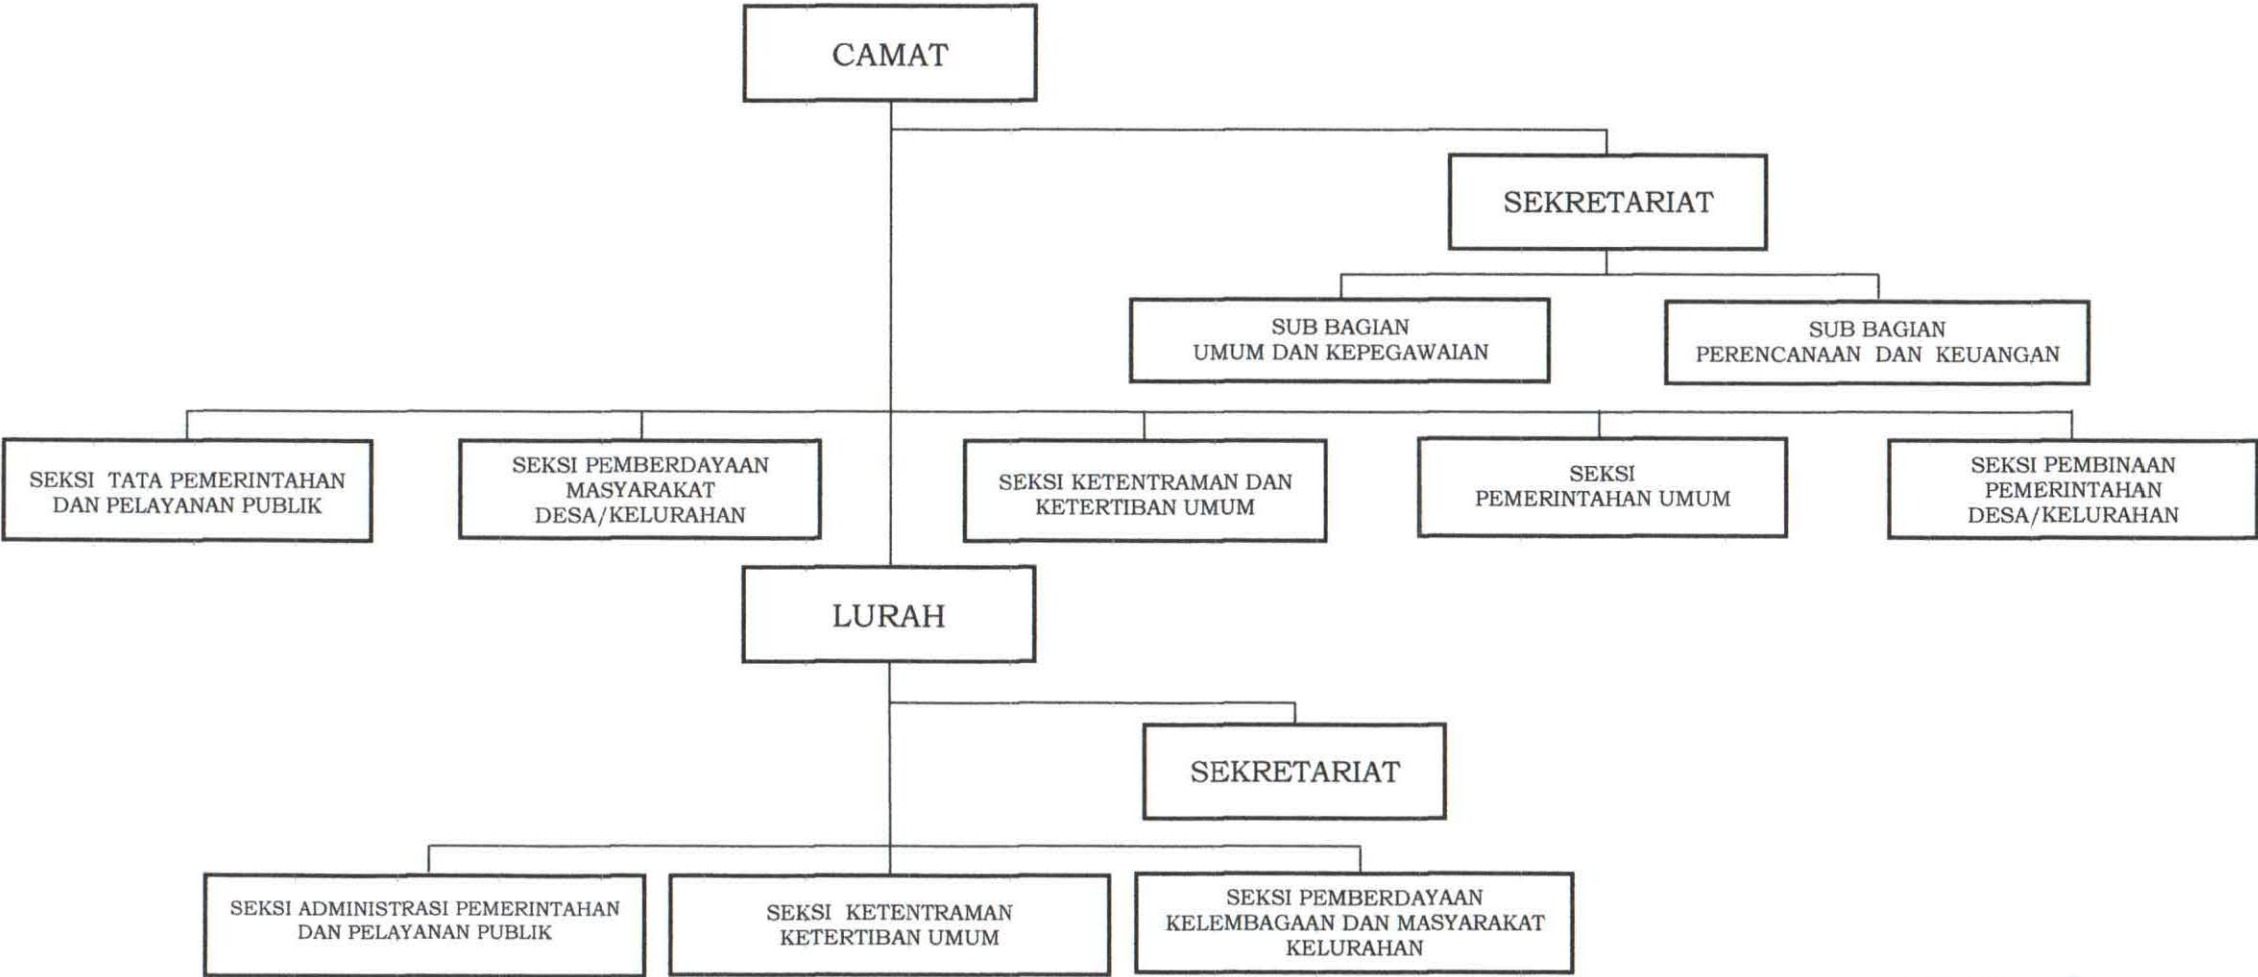 CAMAT
SEKRETARIAT
SUB BAGIAN
UMUM DAN KEPEGAWAIAN
SUB BAGIAN
PERENCANAAN DAN KEUANGAN
SEKSI TATA PEMERINTAHAN
DAN PELAYANAN PUBLIK
SEKSI PEMBERDAYAAN
MASYARAKAT
DESA/KELURAHAN
SEKSI KETENTRAMAN DAN
KETERTIBAN UMUM
SEKSI
PEMERINTAHAN UMUM
SEKSI PEMBINAAN
PEMERINTAHAN
DESA/KELURAHAN
LURAH
SEKRETARIAT
SEKSI ADMINISTRASI PEMERINTAHAN
DAN PELAYANAN PUBLIK
SEKSI KETENTRAMAN
KETERTIBAN UMUM
SEKSI PEMBERDAYAAN
KELEMBAGAAN DAN MASYARAKAT
KELURAHAN